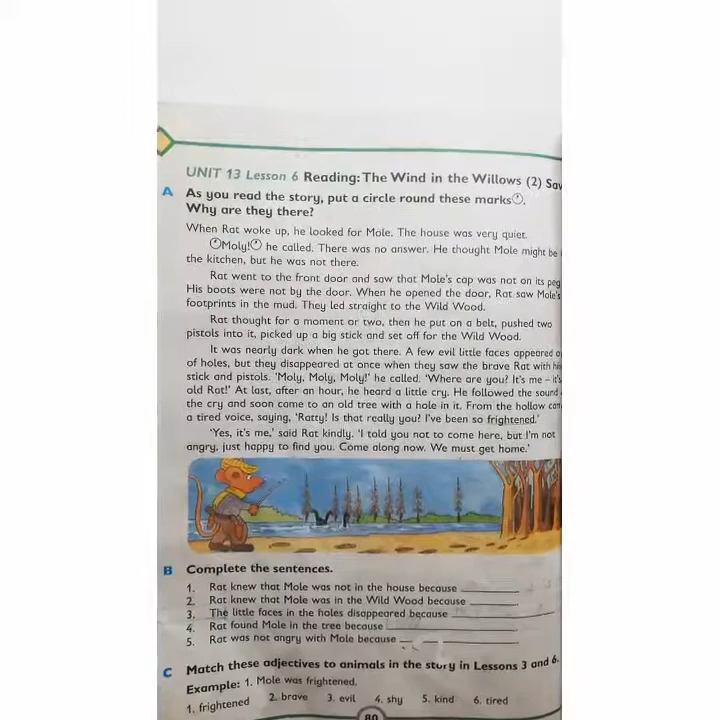 UNIT 13 Lesson 6 Reading: The Wind in the Willows (2) Sav
A As you read the story, put a circle round these marks '.
Why are they there?
When Rat woke up, he looked for Mole. The house was very quiet.
'Moly!' he called. There was no answer. He thought Mole might be
the kitchen, but he was not there.
Rat went to the front door and saw that Mole's cap was not on its peg
His boots were not by the door. When he opened the door, Rat saw Mole's
footprints in the mud. They led straight to the Wild Wood.
Rat thought for a moment or two, then he put on a belt, pushed two
pistols into it, picked up a big stick and set off for the Wild Wood.
It was nearly dark when he got there. A few evil little faces appeared o
of holes, but they disappeared at once when they saw the brave Rat with his
stick and pistols. 'Moly, Moly, Moly!' he called. 'Where are you? It's me – it's
old Rat!' At last, after an hour, he heard a little cry. He followed the sound
the cry and soon came to an old tree with a hole in it. From the hollow cam
a tired voice, saying, 'Ratty! Is that really you? I've been so frightened.'
'Yes, it's me,' said Rat kindly. 'I told you not to come here, but I'm not
angry, just happy to find you. Come along now. We must get home.'
B Complete the sentences.
1. Rat knew that Mole was not in the house because ________
2. Rat knew that Mole was in the Wild Wood because ________.
3. The little faces in the holes disappeared because ________
4. Rat found Mole in the tree because ________.
5. Rat was not angry with Mole because ________.
C Match these adjectives to animals in the story in Lessons 3 and 6.
Example: 1. Mole was frightened.
1. frightened 2. brave 3. evil 4. shy 5. kind 6. tired
80